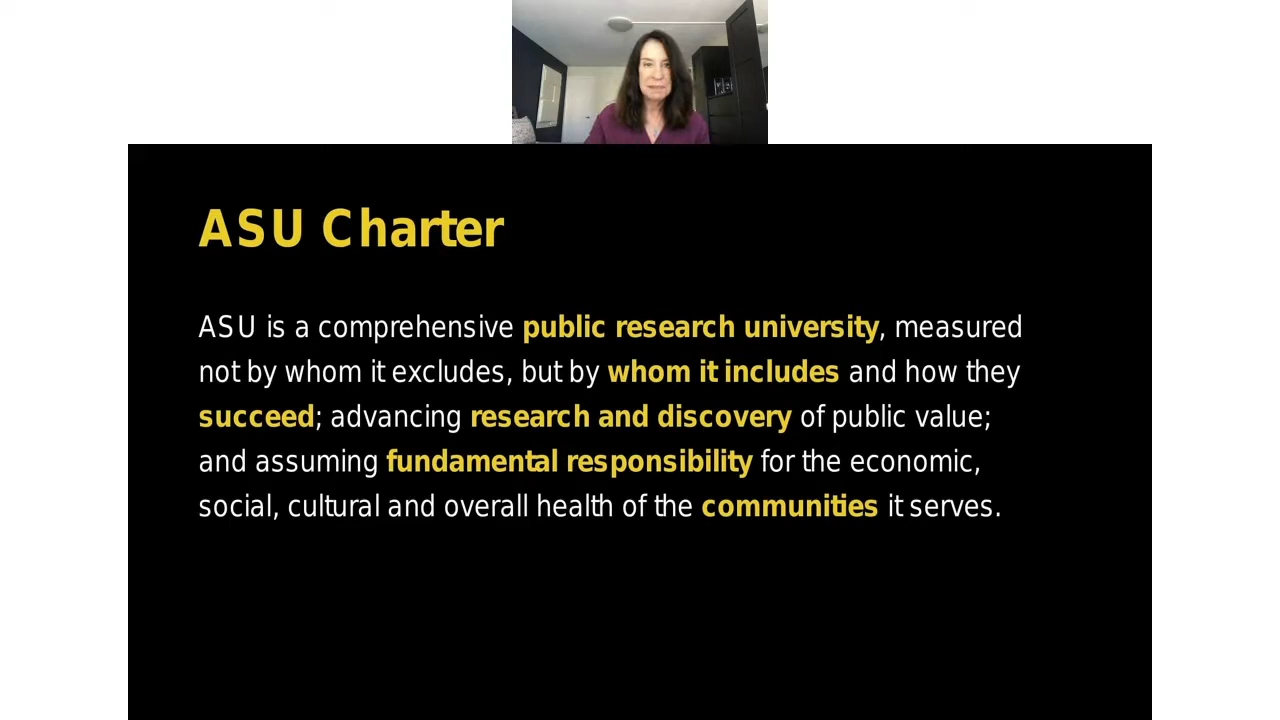 ASU Charter
ASU is a comprehensive public research university, measured
not by whom it excludes, but by whom it includes and how they
succeed; advancing research and discovery of public value;
and assuming fundamental responsibility for the economic,
social, cultural and overall health of the communities it serves.